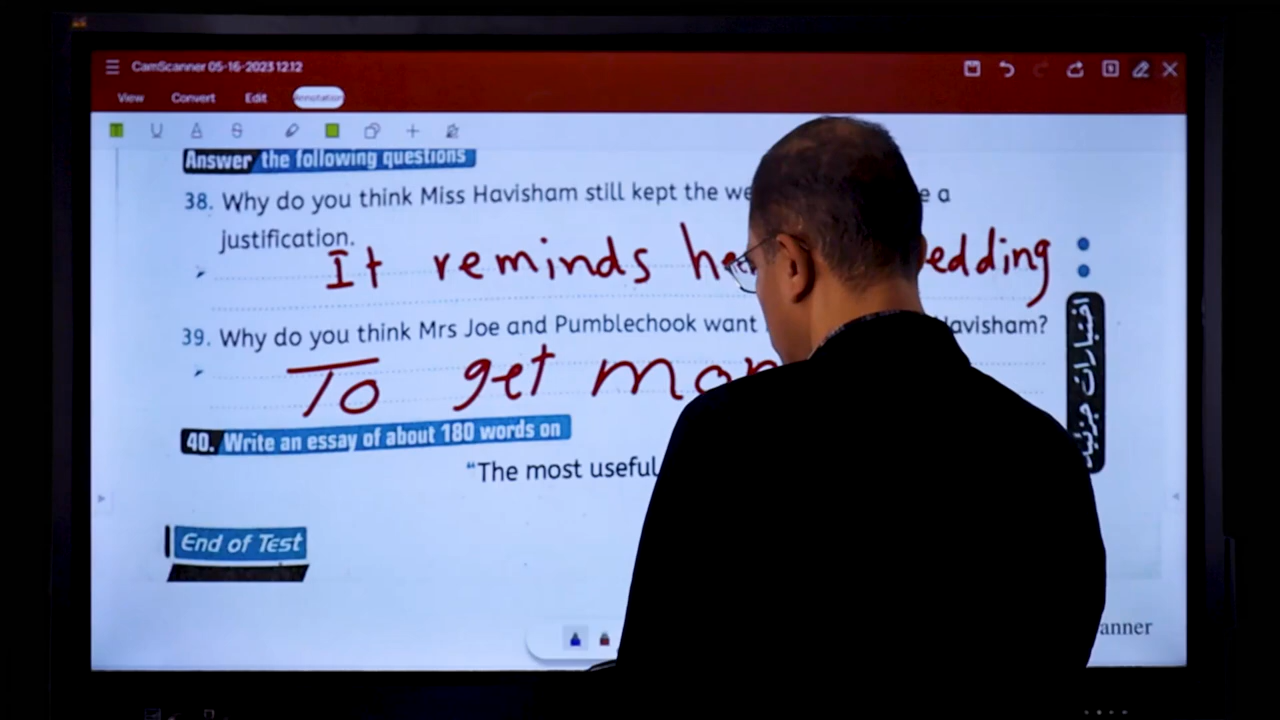 CamScanner 05-16-2023 12.12
View Convert Edit Annotation
Answer the following questions
38. Why do you think Miss Havisham still kept the we e a
justification.
It reminds he edding
39. Why do you think Mrs Joe and Pumblechook want avisham?
To get mon
40. Write an essay of about 180 words on
"The most useful
End of Test
اختبارات جزئية
anner